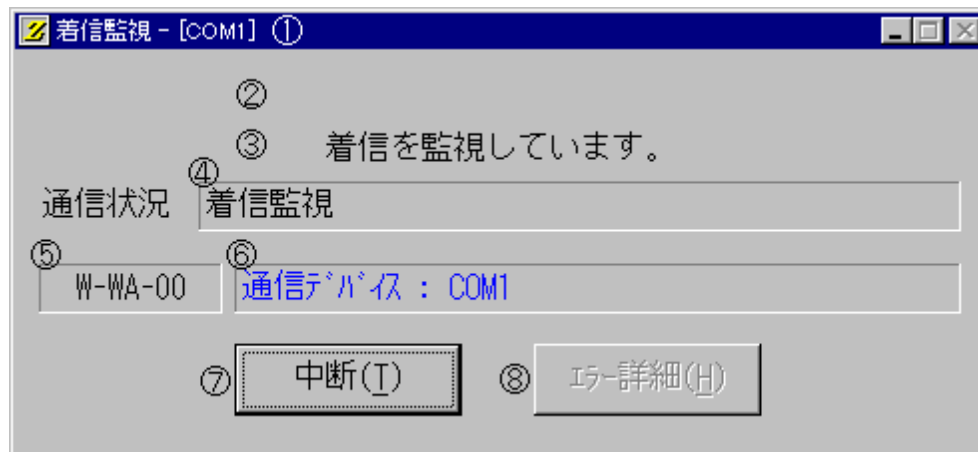 着信監視 - [COM1] ①
②
③ 着信を監視しています。
④
通信状況 着信監視
⑤ ⑥
W-WA-00 通信ﾃﾞﾊﾞｲｽ : COM1
⑦ 中断(T) ⑧ ｴﾗｰ詳細(H)